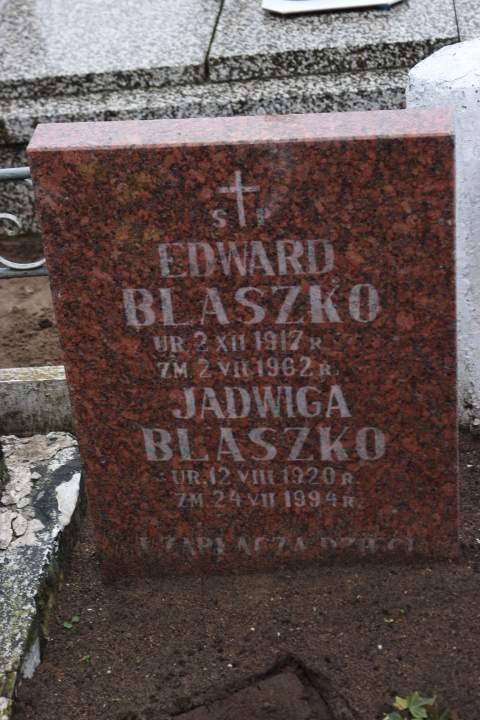 Ś P
EDWARD
BLASZKO
UR. 2 XII 1917 R.
ZM. 2 VII 1962 R.
JADWIGA
BLASZKO
UR. 12 VIII 1920 R.
ZM. 24 VII 1994 R.
DZIECI